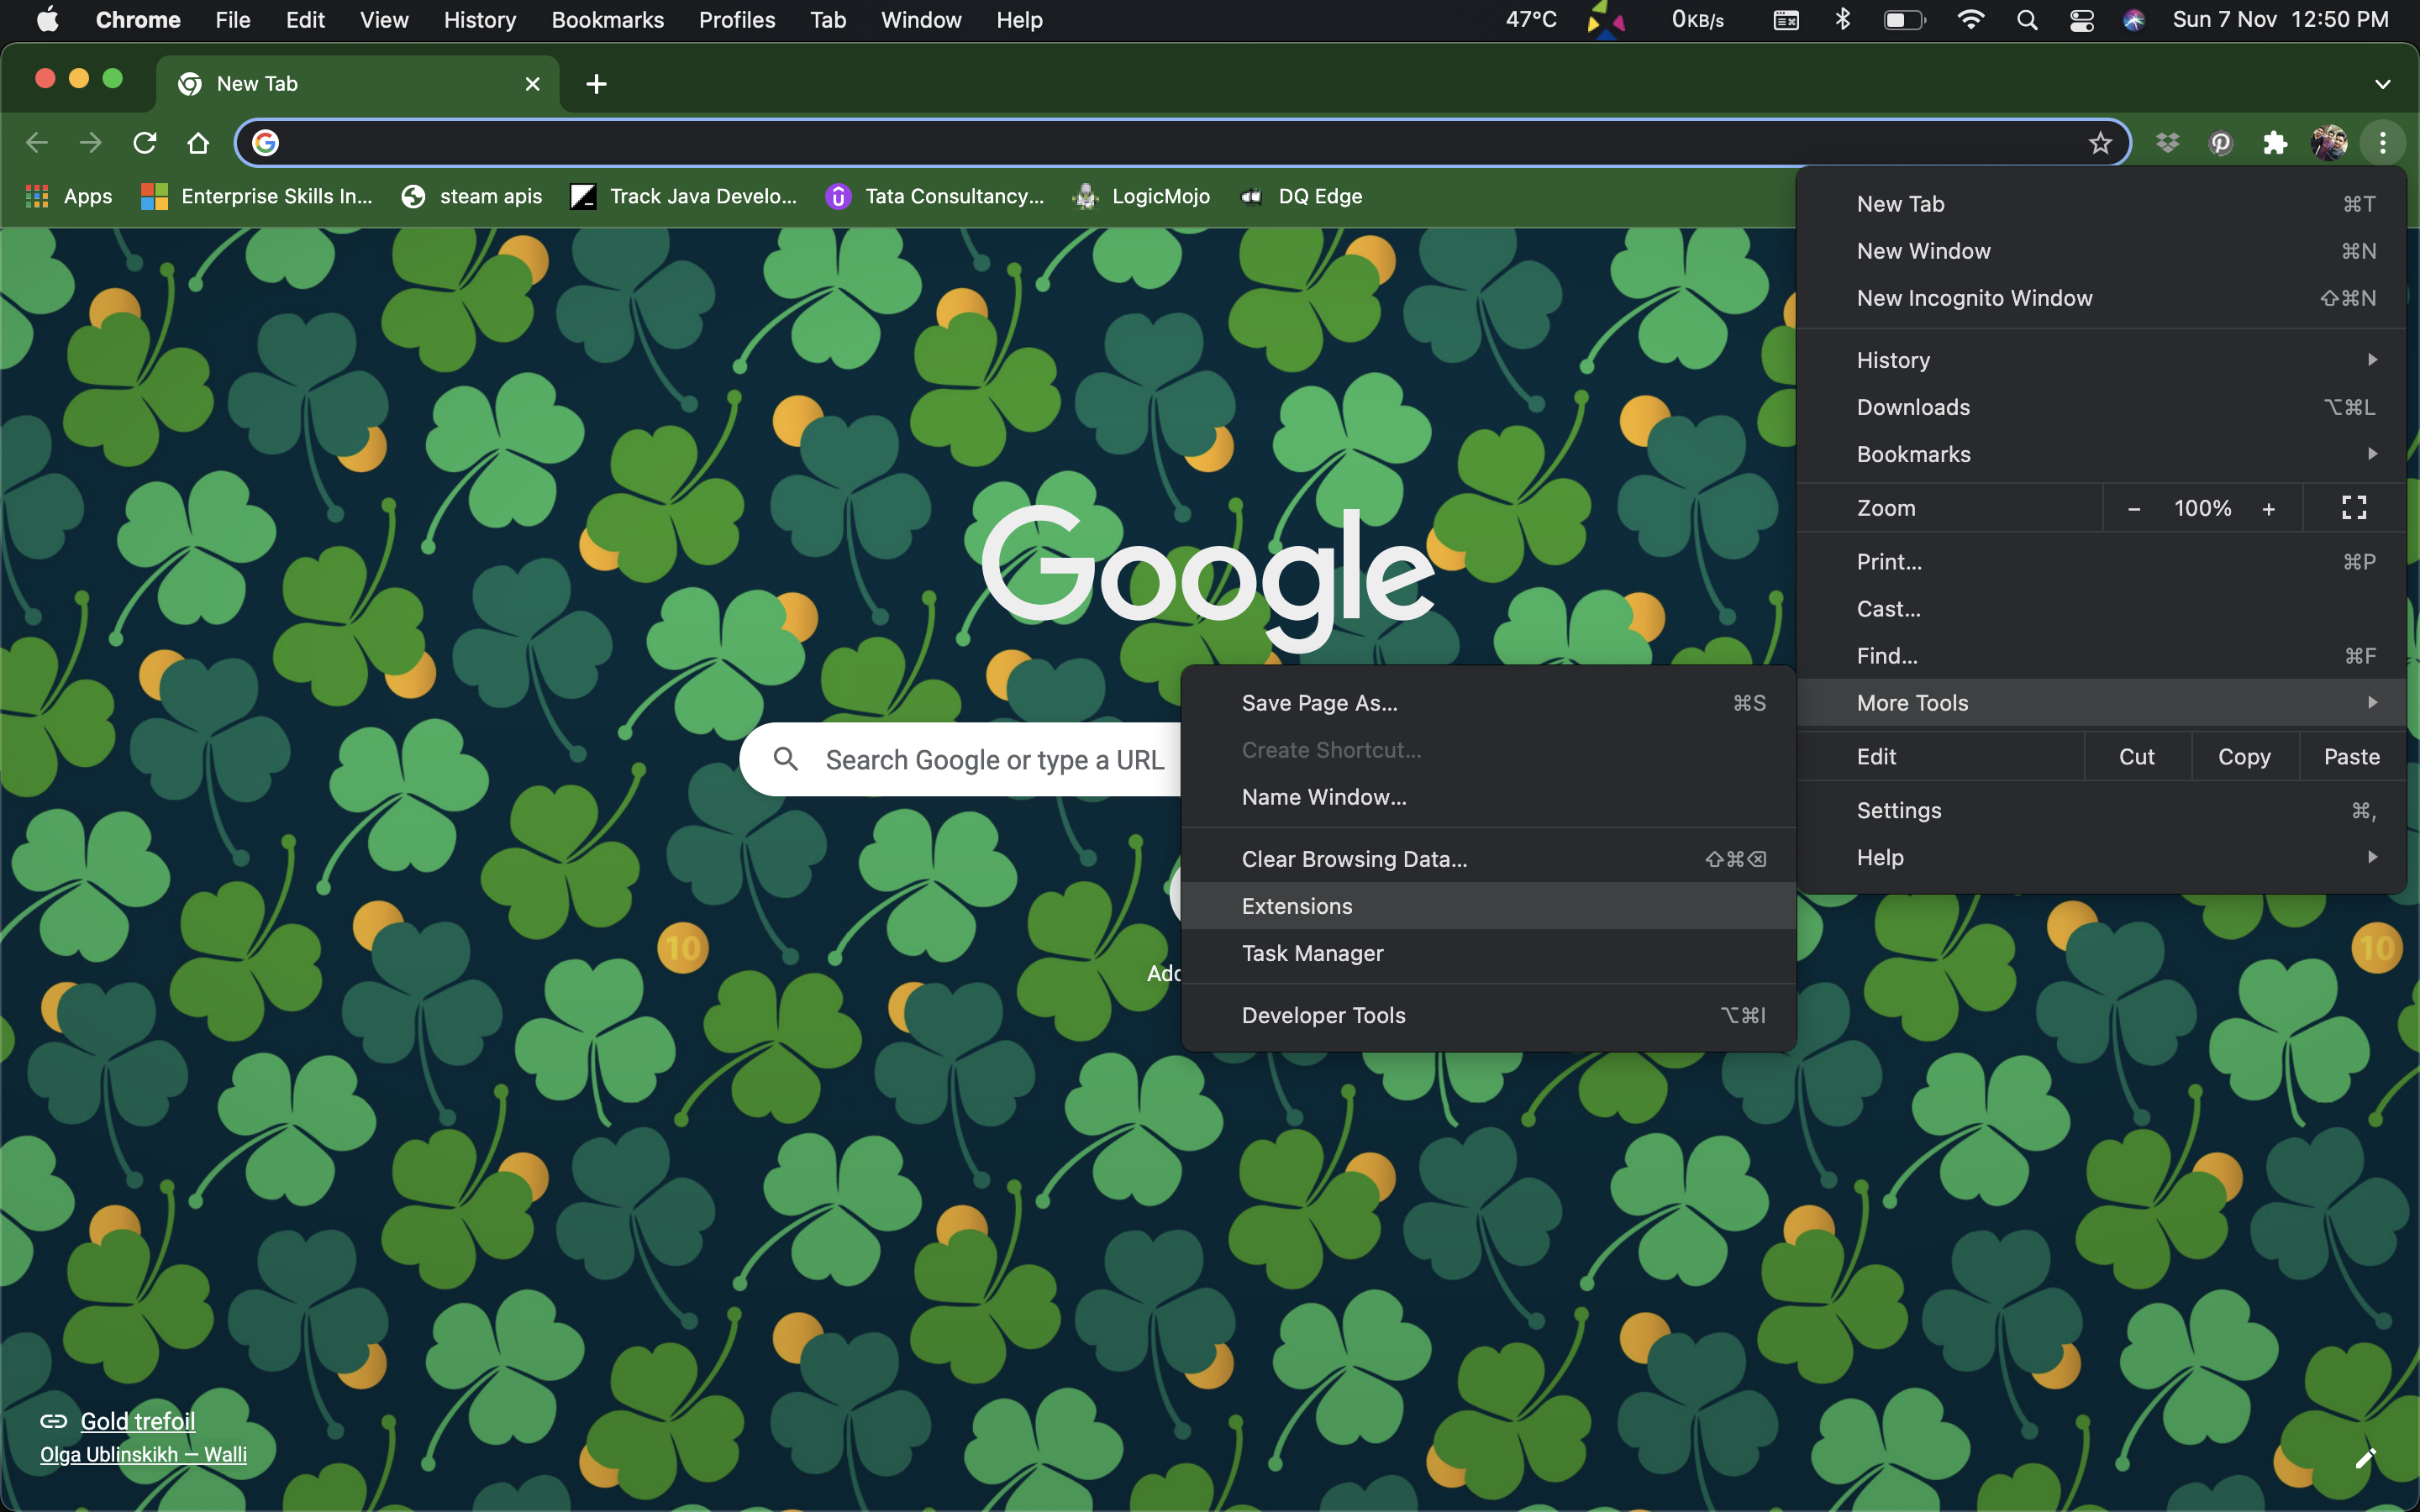 Chrome File Edit View History Bookmarks Profiles Tab Window Help 47°C 0KB/s Sun 7 Nov 12:50 PM
New Tab
Apps Enterprise Skills In... steam apis Track Java Develo... Tata Consultancy... LogicMojo DQ Edge
New Tab ⌘T
New Window ⌘N
New Incognito Window ⇧⌘N
History
Downloads ⌥⌘L
Bookmarks
Zoom − 100% +
Print... ⌘P
Cast...
Find... ⌘F
More Tools
Edit Cut Copy Paste
Settings ⌘,
Help
Google
Search Google or type a URL
Save Page As... ⌘S
Create Shortcut...
Name Window...
Clear Browsing Data... ⇧⌘⌫
Extensions
Task Manager
Developer Tools ⌥⌘I
10
10
Gold trefoil
Olga Ublinskikh — Walli